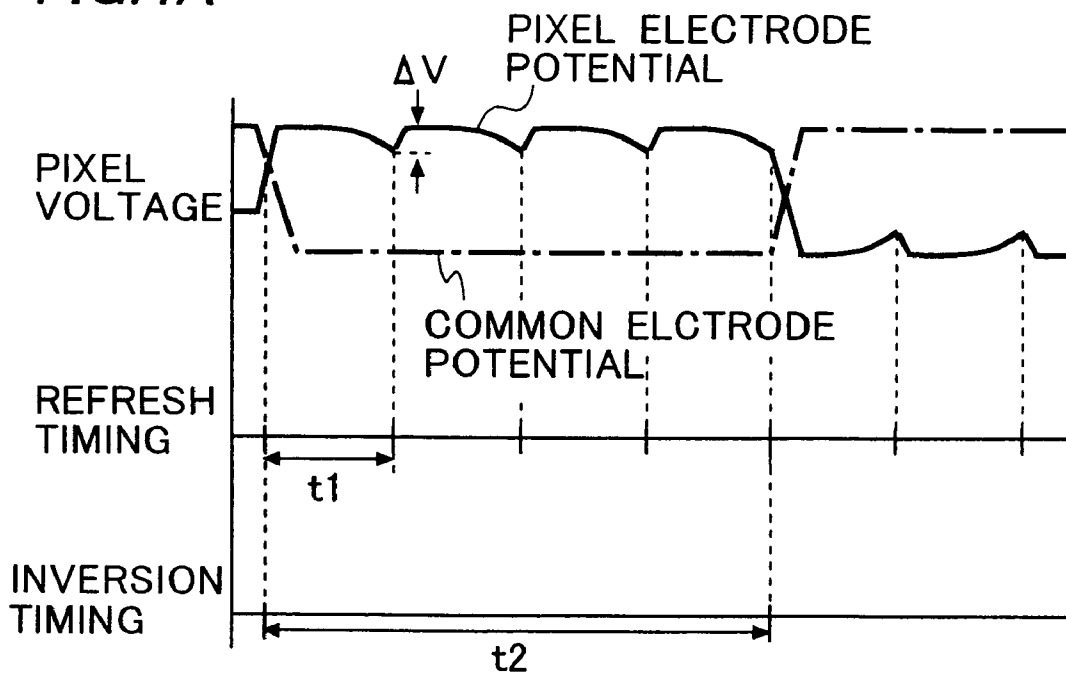 PIXEL ELECTRODE
POTENTIAL
ΔV
PIXEL
VOLTAGE
COMMON ELCTRODE
POTENTIAL
REFRESH
TIMING
t1
INVERSION
TIMING
t2